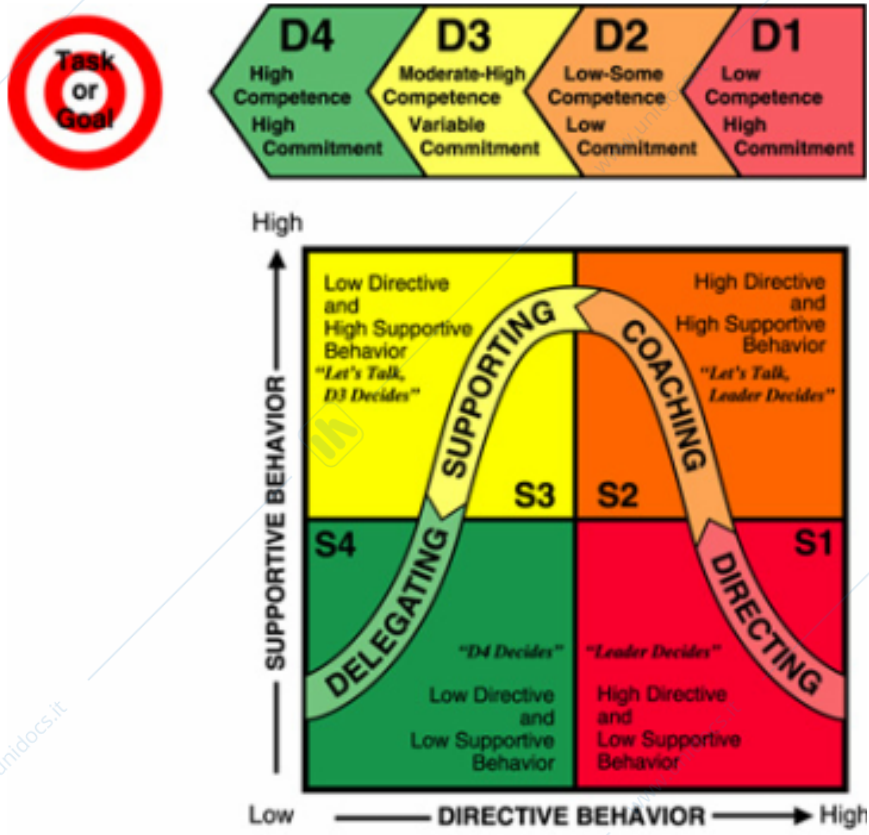 Task
or
Goal
D4
High
Competence
High
Commitment
D3
Moderate-High
Competence
Variable
Commitment
D2
Low-Some
Competence
Low
Commitment
D1
Low
Competence
High
Commitment
High
SUPPORTIVE BEHAVIOR
Low Directive
and
High Supportive
Behavior
“Let’s Talk,
D3 Decides”
High Directive
and
High Supportive
Behavior
“Let’s Talk,
Leader Decides”
SUPPORTING
COACHING
S3
S2
S4
S1
DELEGATING
DIRECTING
“D4 Decides”
“Leader Decides”
Low Directive
and
Low Supportive
Behavior
High Directive
and
Low Supportive
Behavior
Low
DIRECTIVE BEHAVIOR
High